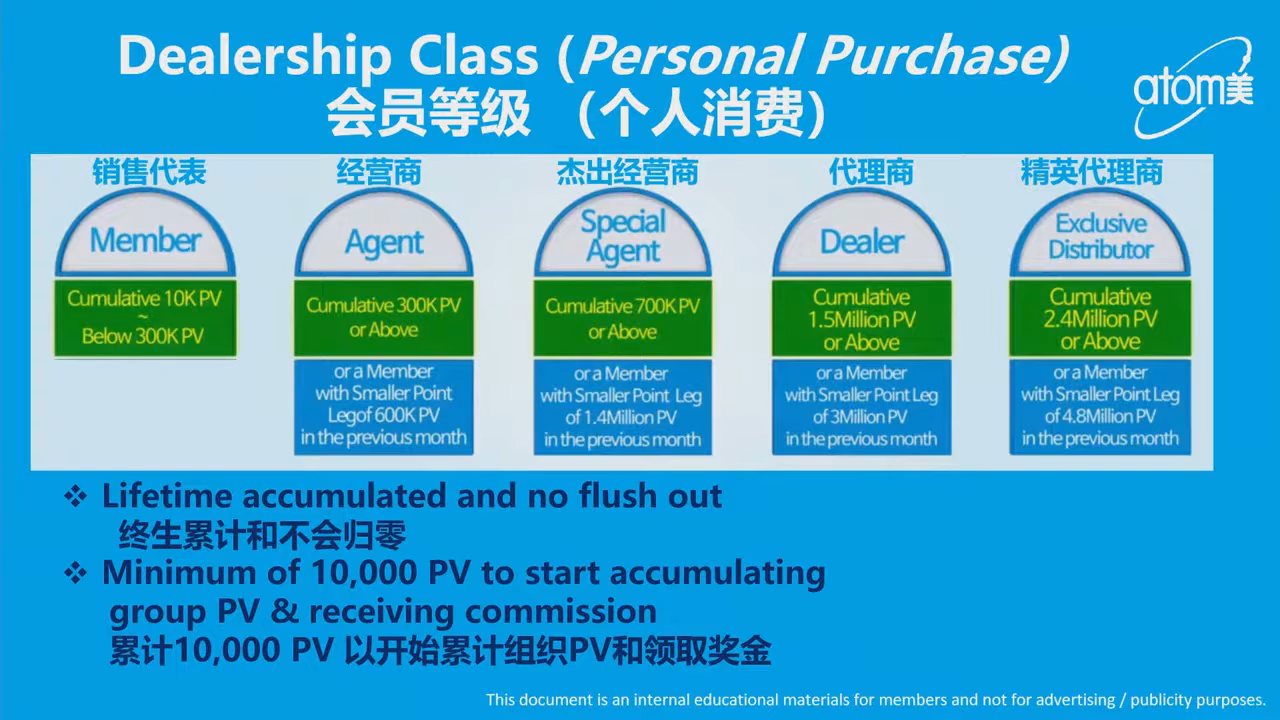 Dealership Class (Personal Purchase)
会员等级 （个人消费）
atom美
销售代表
经营商
杰出经营商
代理商
精英代理商
Member
Agent
Special
Agent
Dealer
Exclusive
Distributor
Cumulative 10K PV
~
Below 300K PV
Cumulative 300K PV
or Above
Cumulative 700K PV
or Above
Cumulative
1.5Million PV
or Above
Cumulative
2.4Million PV
or Above
or a Member
with Smaller Point
Legof 600K PV
in the previous month
or a Member
with Smaller Point Leg
of 1.4Million PV
in the previous month
or a Member
with Smaller Point Leg
of 3Million PV
in the previous month
or a Member
with Smaller Point Leg
of 4.8Million PV
in the previous month
❖ Lifetime accumulated and no flush out
终生累计和不会归零
❖ Minimum of 10,000 PV to start accumulating
group PV & receiving commission
累计10,000 PV 以开始累计组织PV和领取奖金
This document is an internal educational materials for members and not for advertising / publicity purposes.